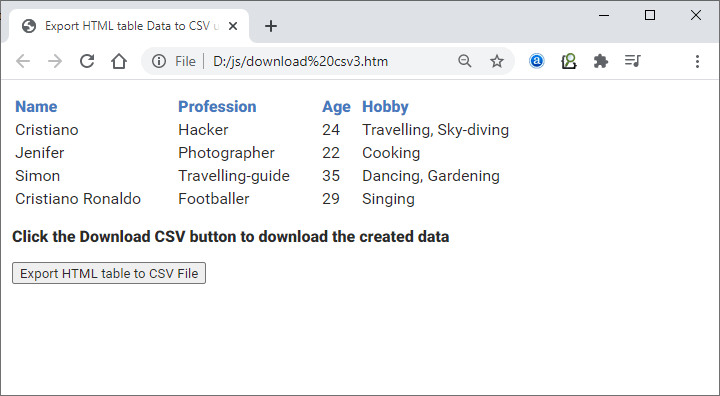 Export HTML table Data to CSV u
File D:/js/download%20csv3.htm
Name Profession Age Hobby
Cristiano Hacker 24 Travelling, Sky-diving
Jenifer Photographer 22 Cooking
Simon Travelling-guide 35 Dancing, Gardening
Cristiano Ronaldo Footballer 29 Singing
Click the Download CSV button to download the created data
Export HTML table to CSV File